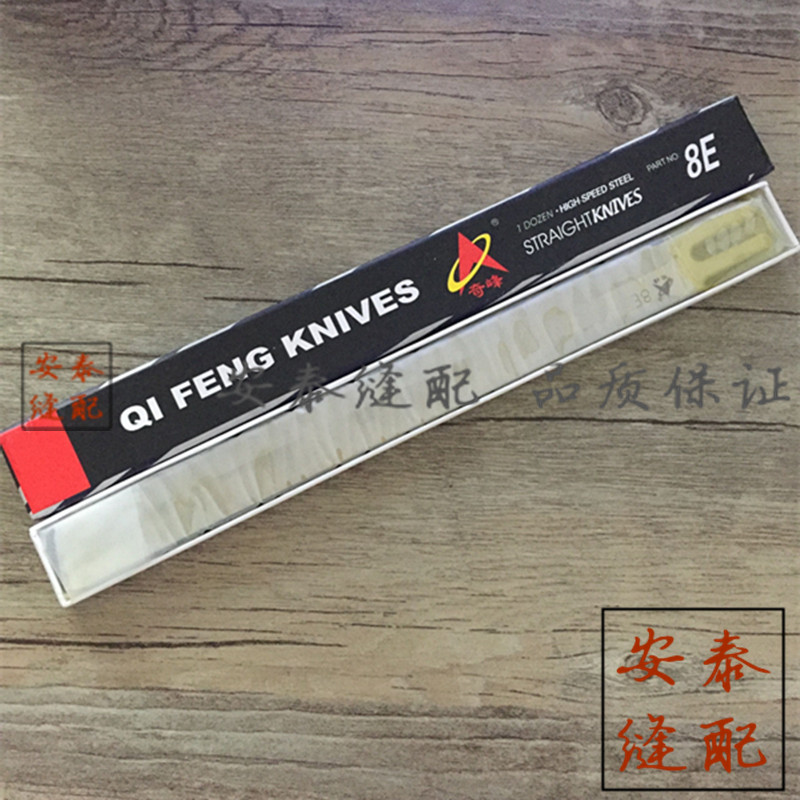 PART NO 8E
1 DOZEN • HIGH SPEED STEEL
STRAIGHTKNIVES
®
奇峰
QI FENG KNIVES
8E
安泰
缝配
安泰缝配 品质保证
安泰
缝配